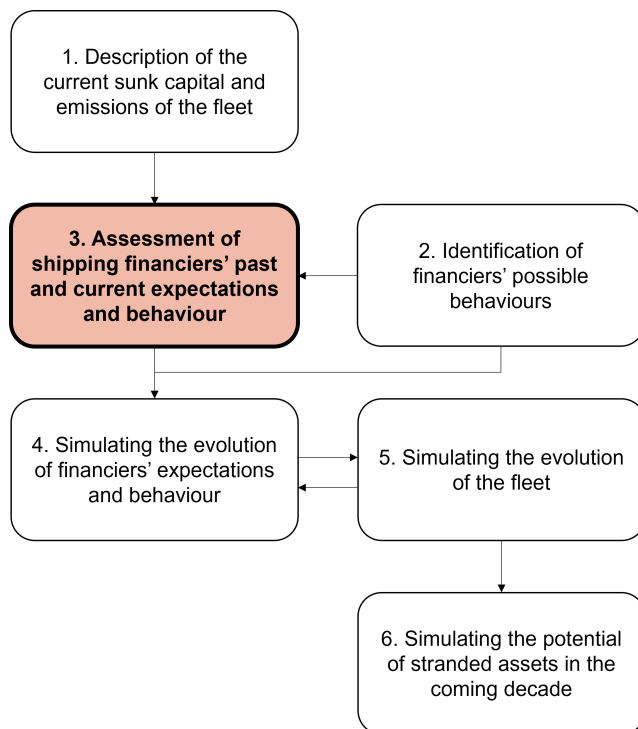 1. Description of the
current sunk capital and
emissions of the fleet
3. Assessment of
shipping financiers’ past
and current expectations
and behaviour
2. Identification of
financiers’ possible
behaviours
4. Simulating the evolution
of financiers’ expectations
and behaviour
5. Simulating the evolution
of the fleet
6. Simulating the potential
of stranded assets in the
coming decade